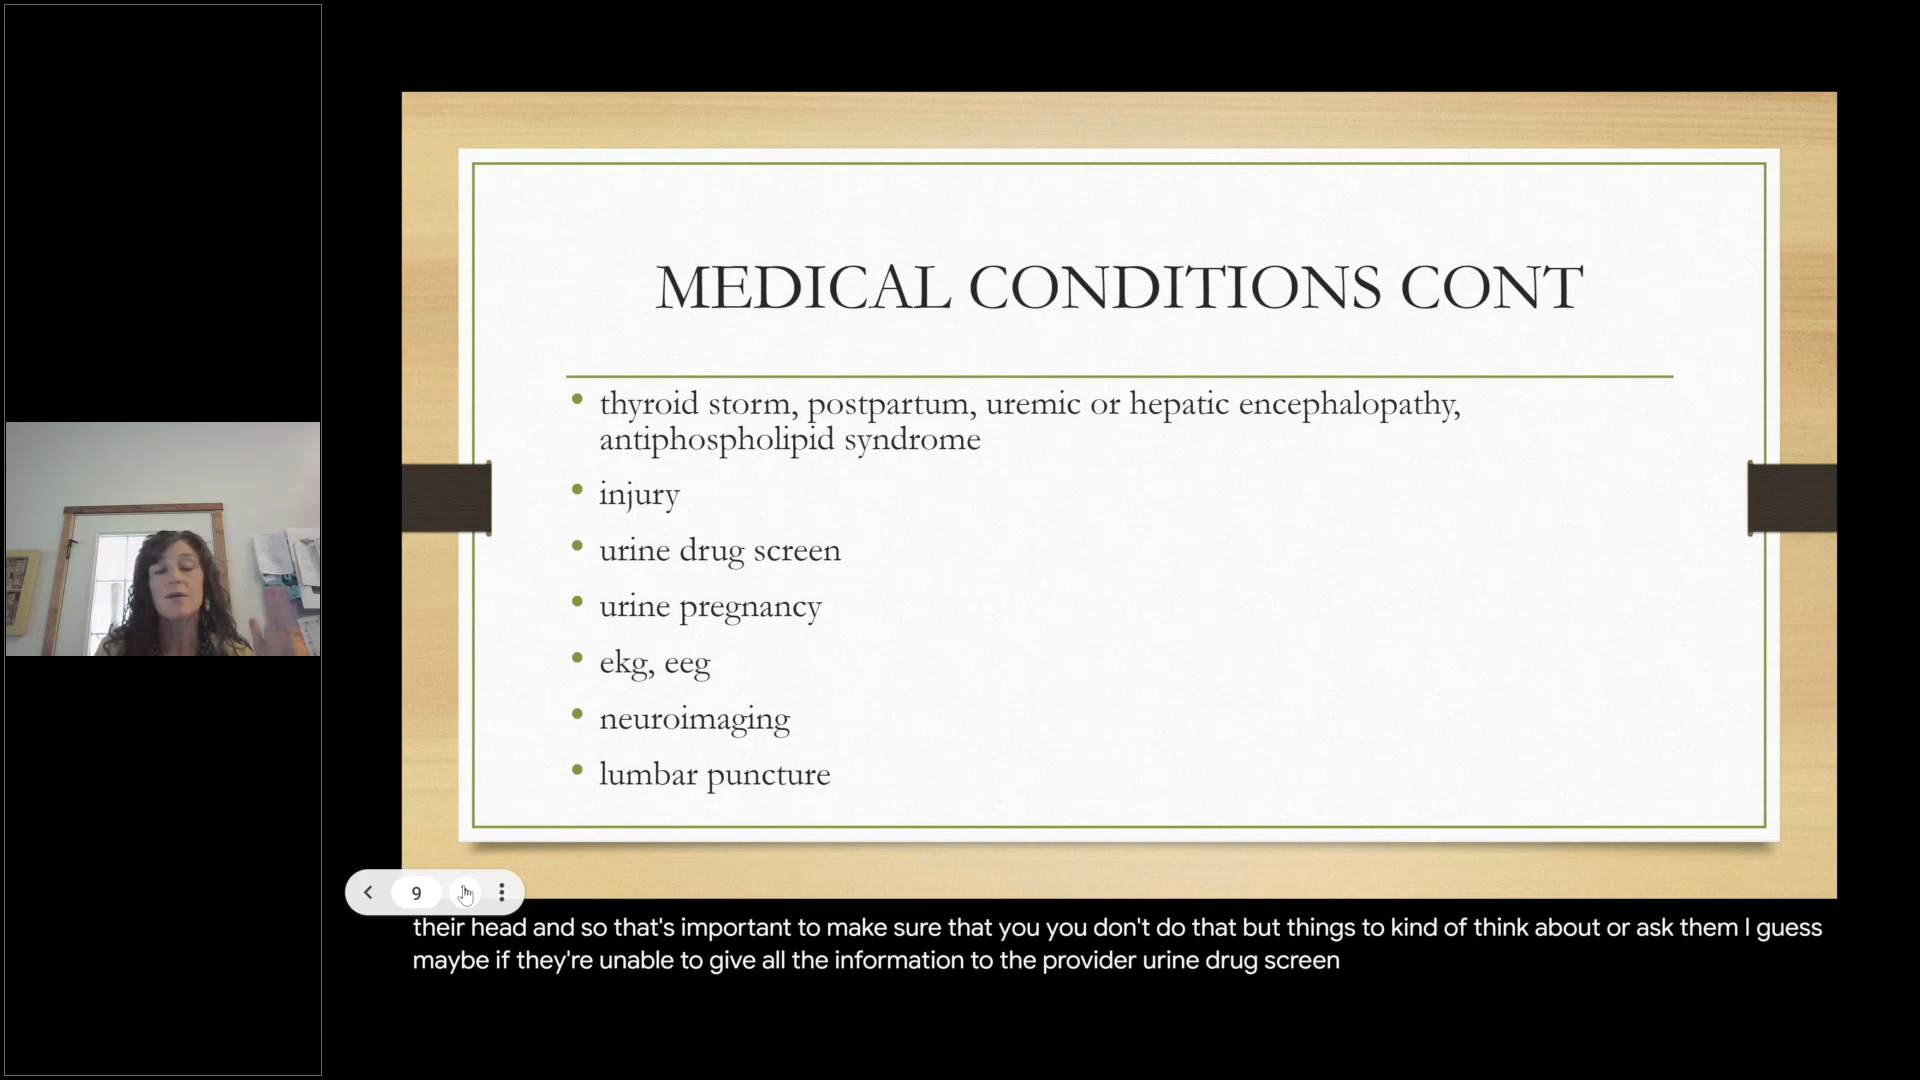 MEDICAL CONDITIONS CONT
• thyroid storm, postpartum, uremic or hepatic encephalopathy,
antiphospholipid syndrome
• injury
• urine drug screen
• urine pregnancy
• ekg, eeg
• neuroimaging
• lumbar puncture
9
their head and so that's important to make sure that you you don't do that but things to kind of think about or ask them I guess
maybe if they're unable to give all the information to the provider urine drug screen